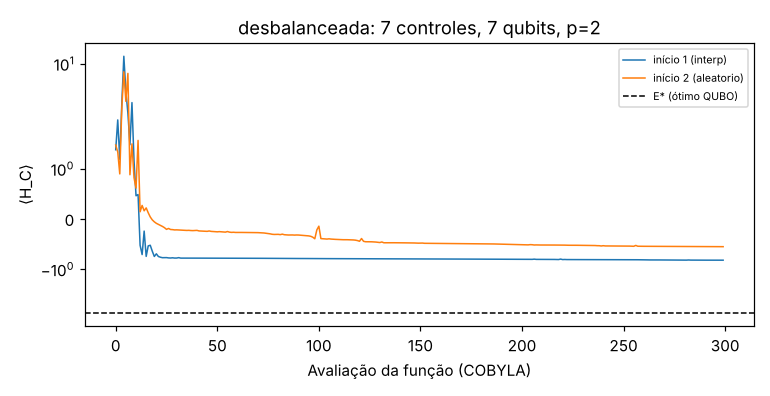 desbalanceada: 7 controles, 7 qubits, p=2
início 1 (interp)
início 2 (aleatorio)
E* (ótimo QUBO)
10¹
10⁰
0
−10⁰
⟨H_C⟩
0 50 100 150 200 250 300
Avaliação da função (COBYLA)